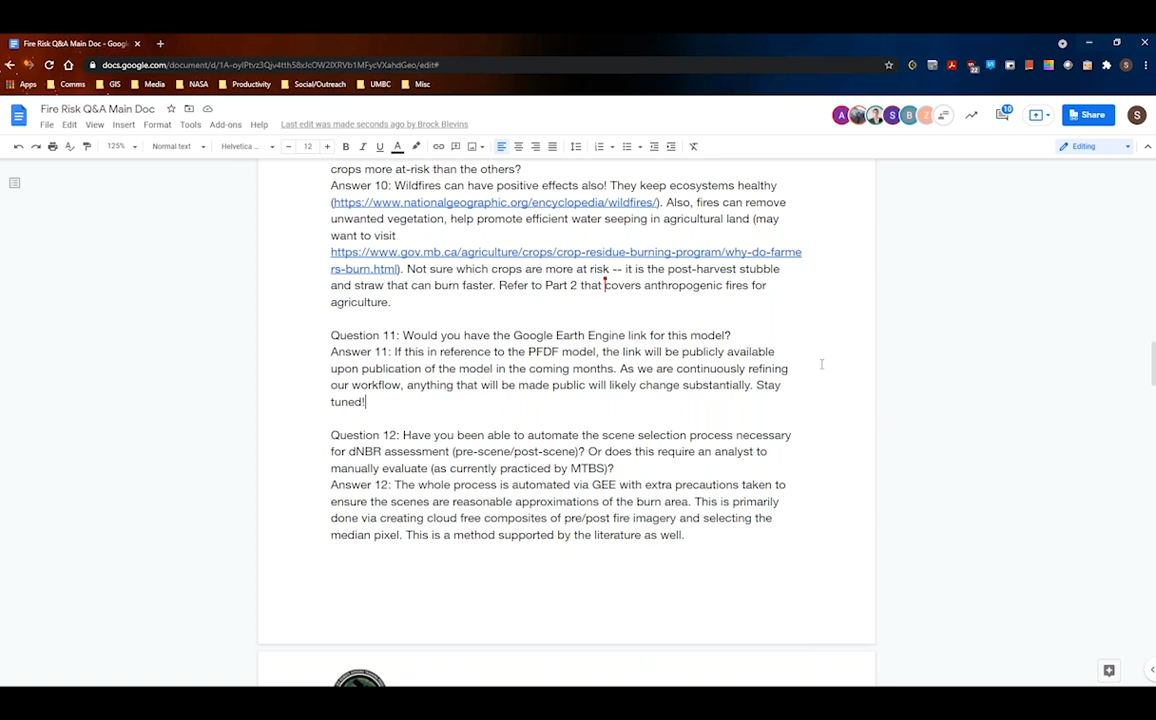 Fire Risk Q&A Main Doc - Googl
docs.google.com/document/d/1A-oyIPtvz3Qjv4tth58xJcOW2IXRVb1MFycVXahdGeo/edit#
Apps Comms GIS Media NASA Productivity Social/Outreach UMBC Misc
Fire Risk Q&A Main Doc
File Edit View Insert Format Tools Add-ons Help Last edit was made seconds ago by Brock Blevins
A S B Z 10 Share S
125% Normal text Helvetica ... 12 B I U A Editing
crops more at-risk than the others?
Answer 10: Wildfires can have positive effects also! They keep ecosystems healthy
(https://www.nationalgeographic.org/encyclopedia/wildfires/). Also, fires can remove
unwanted vegetation, help promote efficient water seeping in agricultural land (may
want to visit
https://www.gov.mb.ca/agriculture/crops/crop-residue-burning-program/why-do-farme
rs-burn.html). Not sure which crops are more at risk -- it is the post-harvest stubble
and straw that can burn faster. Refer to Part 2 that covers anthropogenic fires for
agriculture.
Question 11: Would you have the Google Earth Engine link for this model?
Answer 11: If this in reference to the PFDF model, the link will be publicly available
upon publication of the model in the coming months. As we are continuously refining
our workflow, anything that will be made public will likely change substantially. Stay
tuned!
Question 12: Have you been able to automate the scene selection process necessary
for dNBR assessment (pre-scene/post-scene)? Or does this require an analyst to
manually evaluate (as currently practiced by MTBS)?
Answer 12: The whole process is automated via GEE with extra precautions taken to
ensure the scenes are reasonable approximations of the burn area. This is primarily
done via creating cloud free composites of pre/post fire imagery and selecting the
median pixel. This is a method supported by the literature as well.